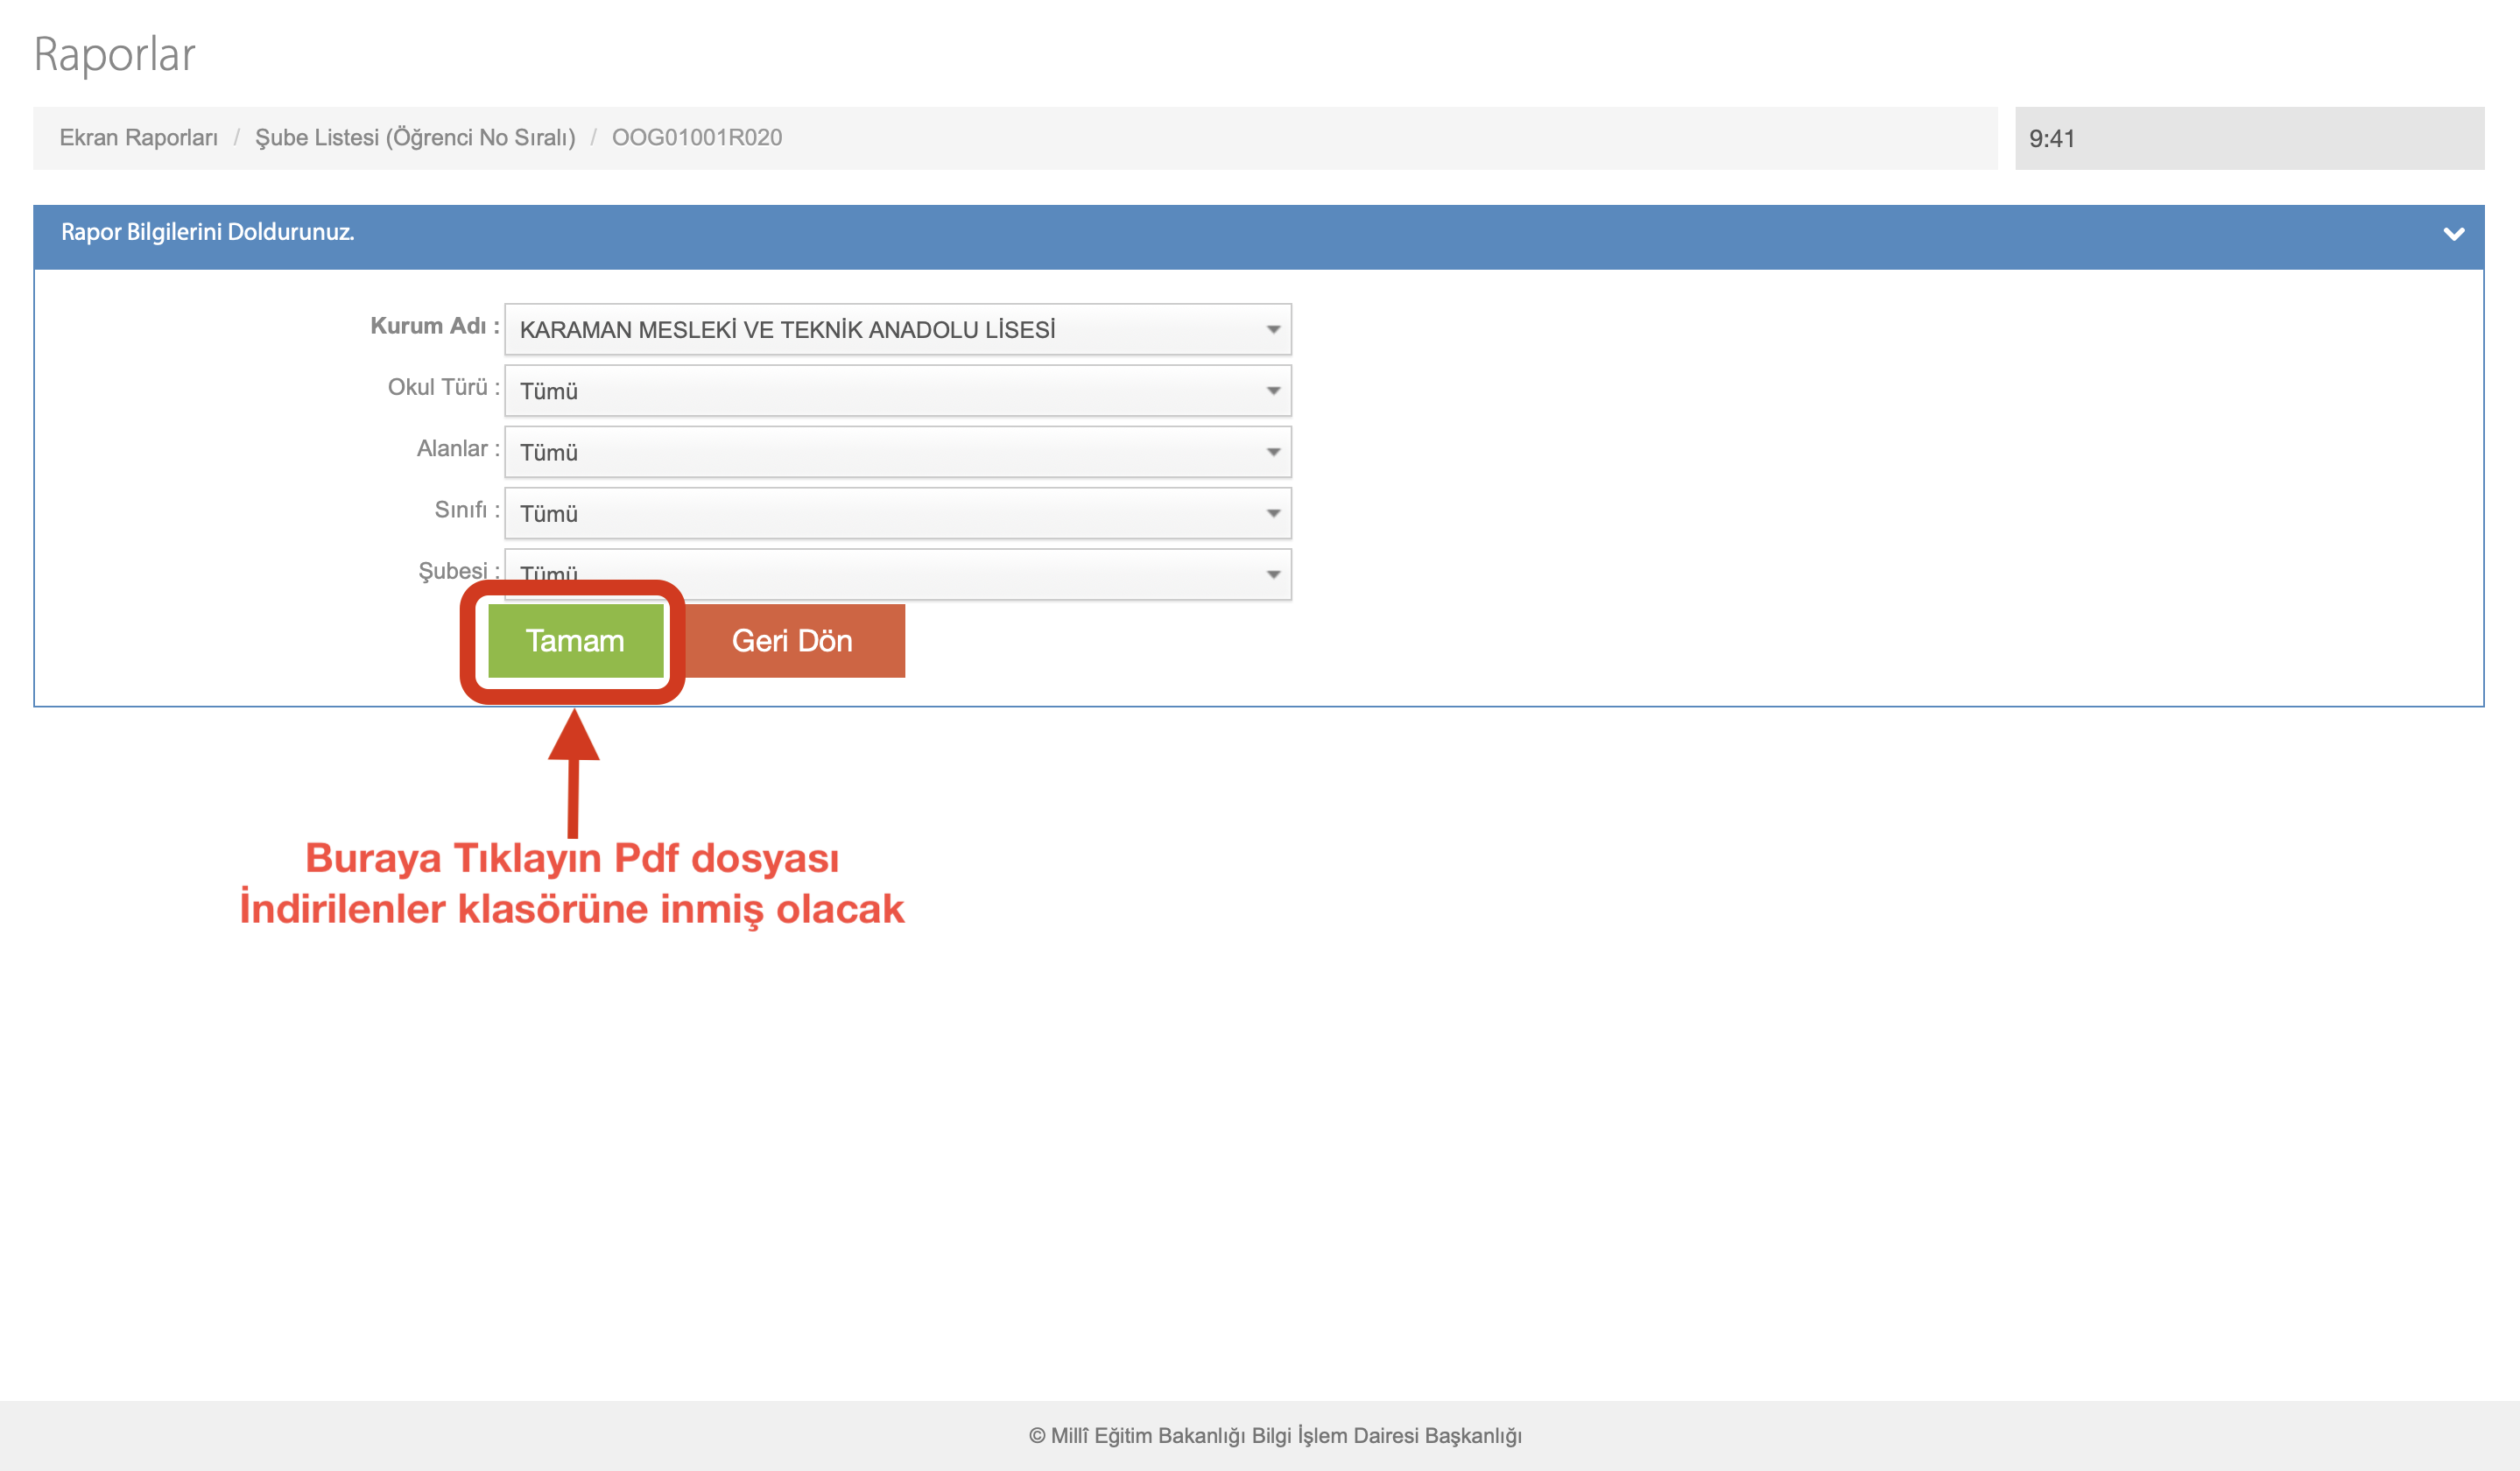 Raporlar
Ekran Raporları / Şube Listesi (Öğrenci No Sıralı) / OOG01001R020
9:41
Rapor Bilgilerini Doldurunuz.
Kurum Adı : KARAMAN MESLEKİ VE TEKNİK ANADOLU LİSESİ
Okul Türü : Tümü
Alanlar : Tümü
Sınıfı : Tümü
Şubesi : Tümü
Tamam Geri Dön
Buraya Tıklayın Pdf dosyası
İndirilenler klasörüne inmiş olacak
© Millî Eğitim Bakanlığı Bilgi İşlem Dairesi Başkanlığı